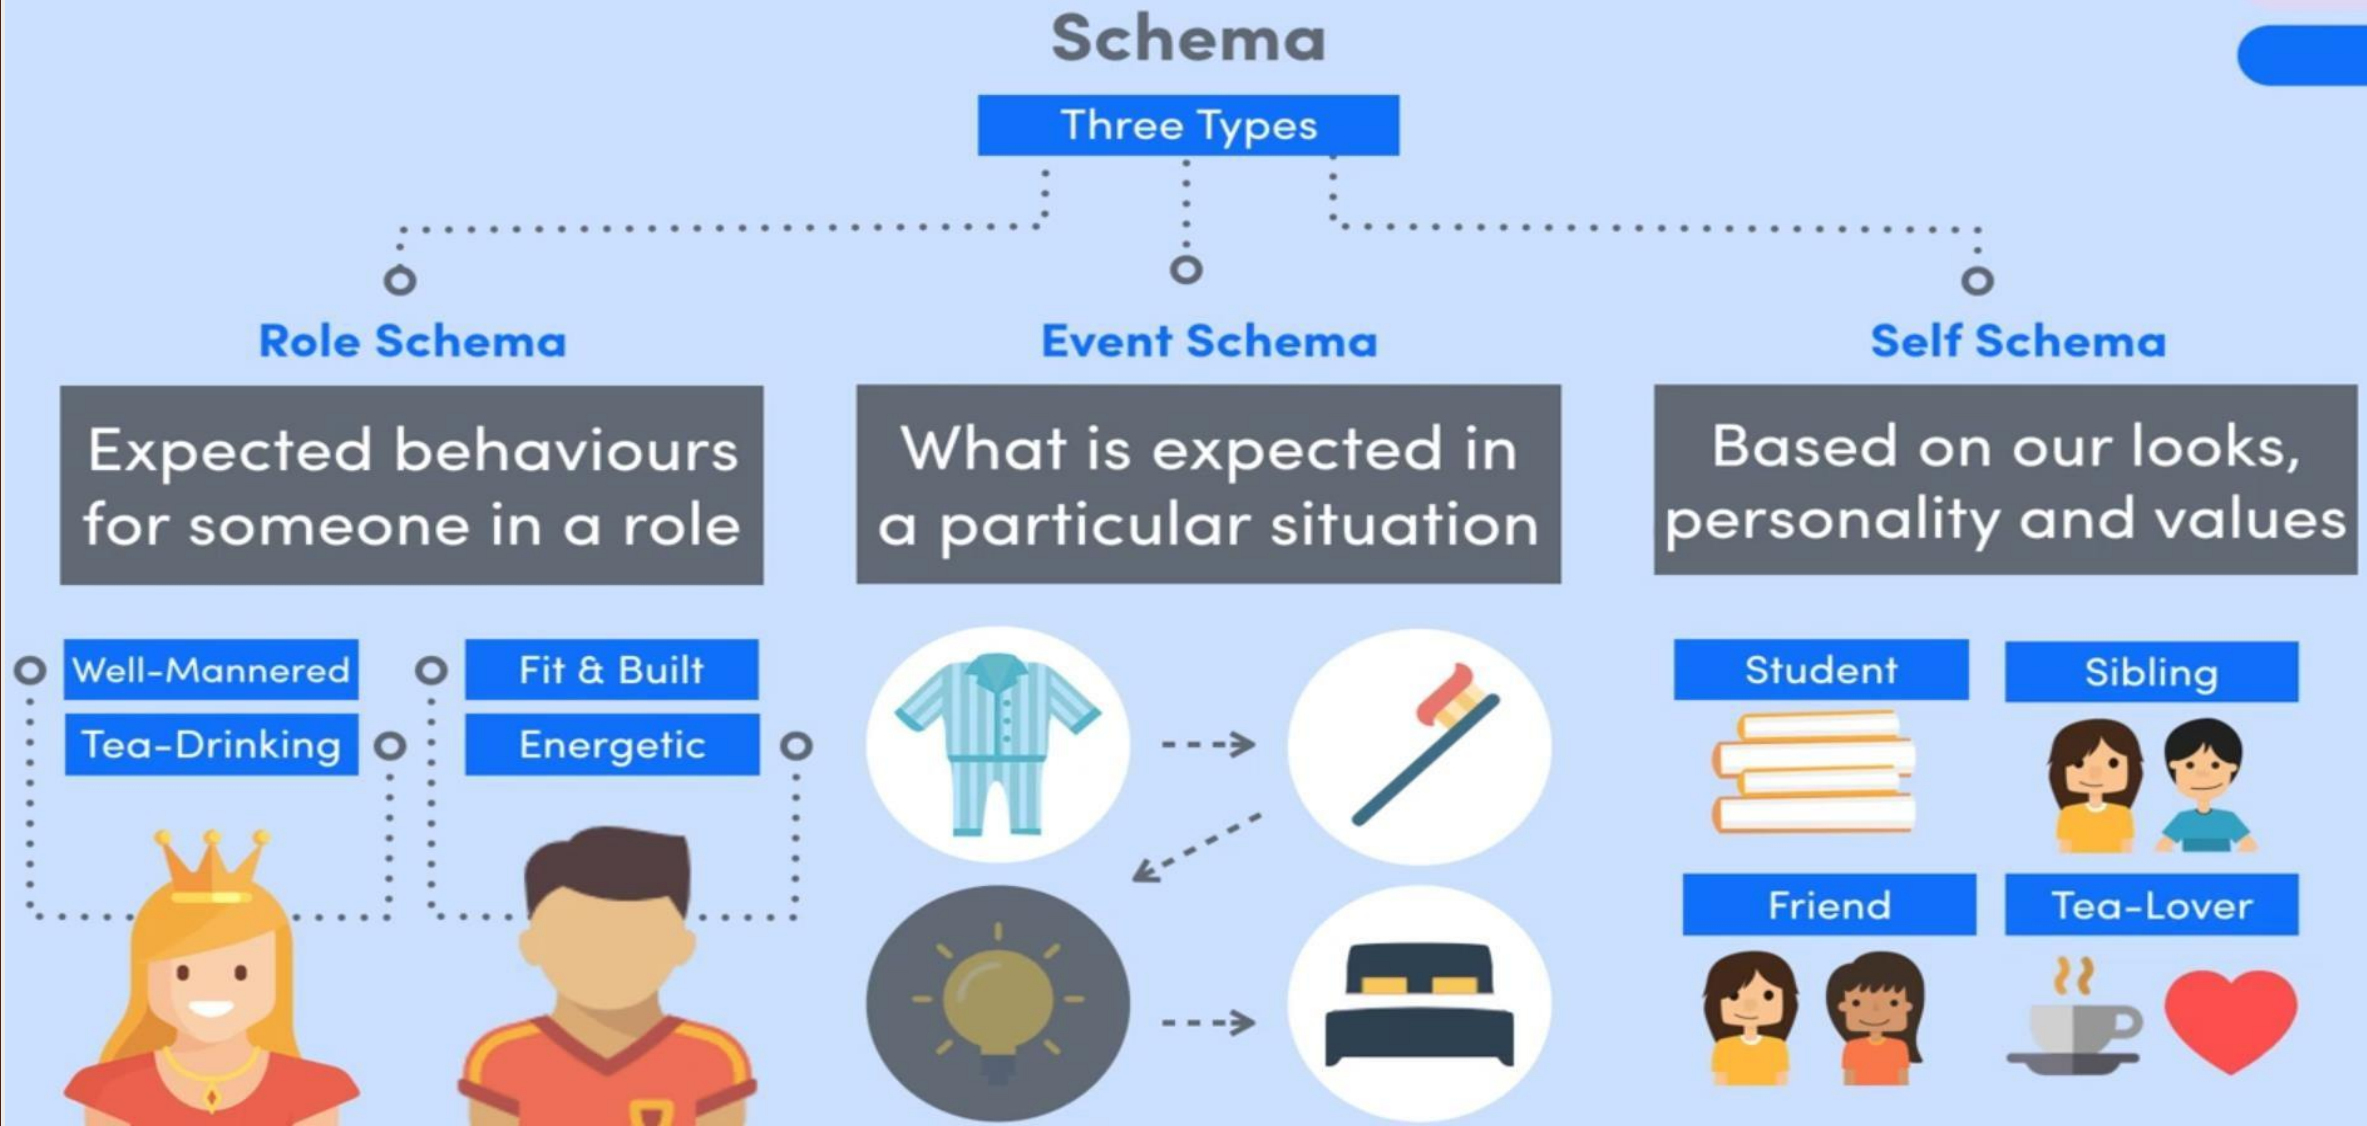 Schema
Three Types
Role Schema
Expected behaviours
for someone in a role
Well-Mannered
Tea-Drinking
Fit & Built
Energetic
Event Schema
What is expected in
a particular situation
Self Schema
Based on our looks,
personality and values
Student
Sibling
Friend
Tea-Lover